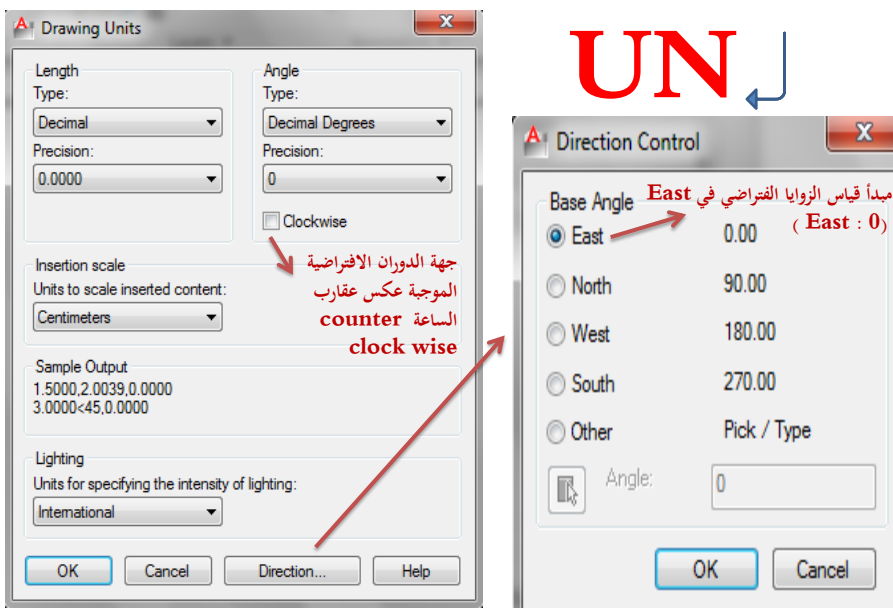 Drawing Units
Length
Type:
Decimal
Precision:
0.0000
Angle
Type:
Decimal Degrees
Precision:
0
Clockwise
جهة الدوران الافتراضية
الموجبة عكس عقارب
الساعة counter
clock wise
Insertion scale
Units to scale inserted content:
Centimeters
Sample Output
1.5000,2.0039,0.0000
3.0000<45,0.0000
Lighting
Units for specifying the intensity of lighting:
International
OK Cancel Direction... Help
UN
Direction Control
Base Angle
مبدأ قياس الزوايا الفتراضي في East
( East : 0)
East 0.00
North 90.00
West 180.00
South 270.00
Other Pick / Type
Angle: 0
OK Cancel